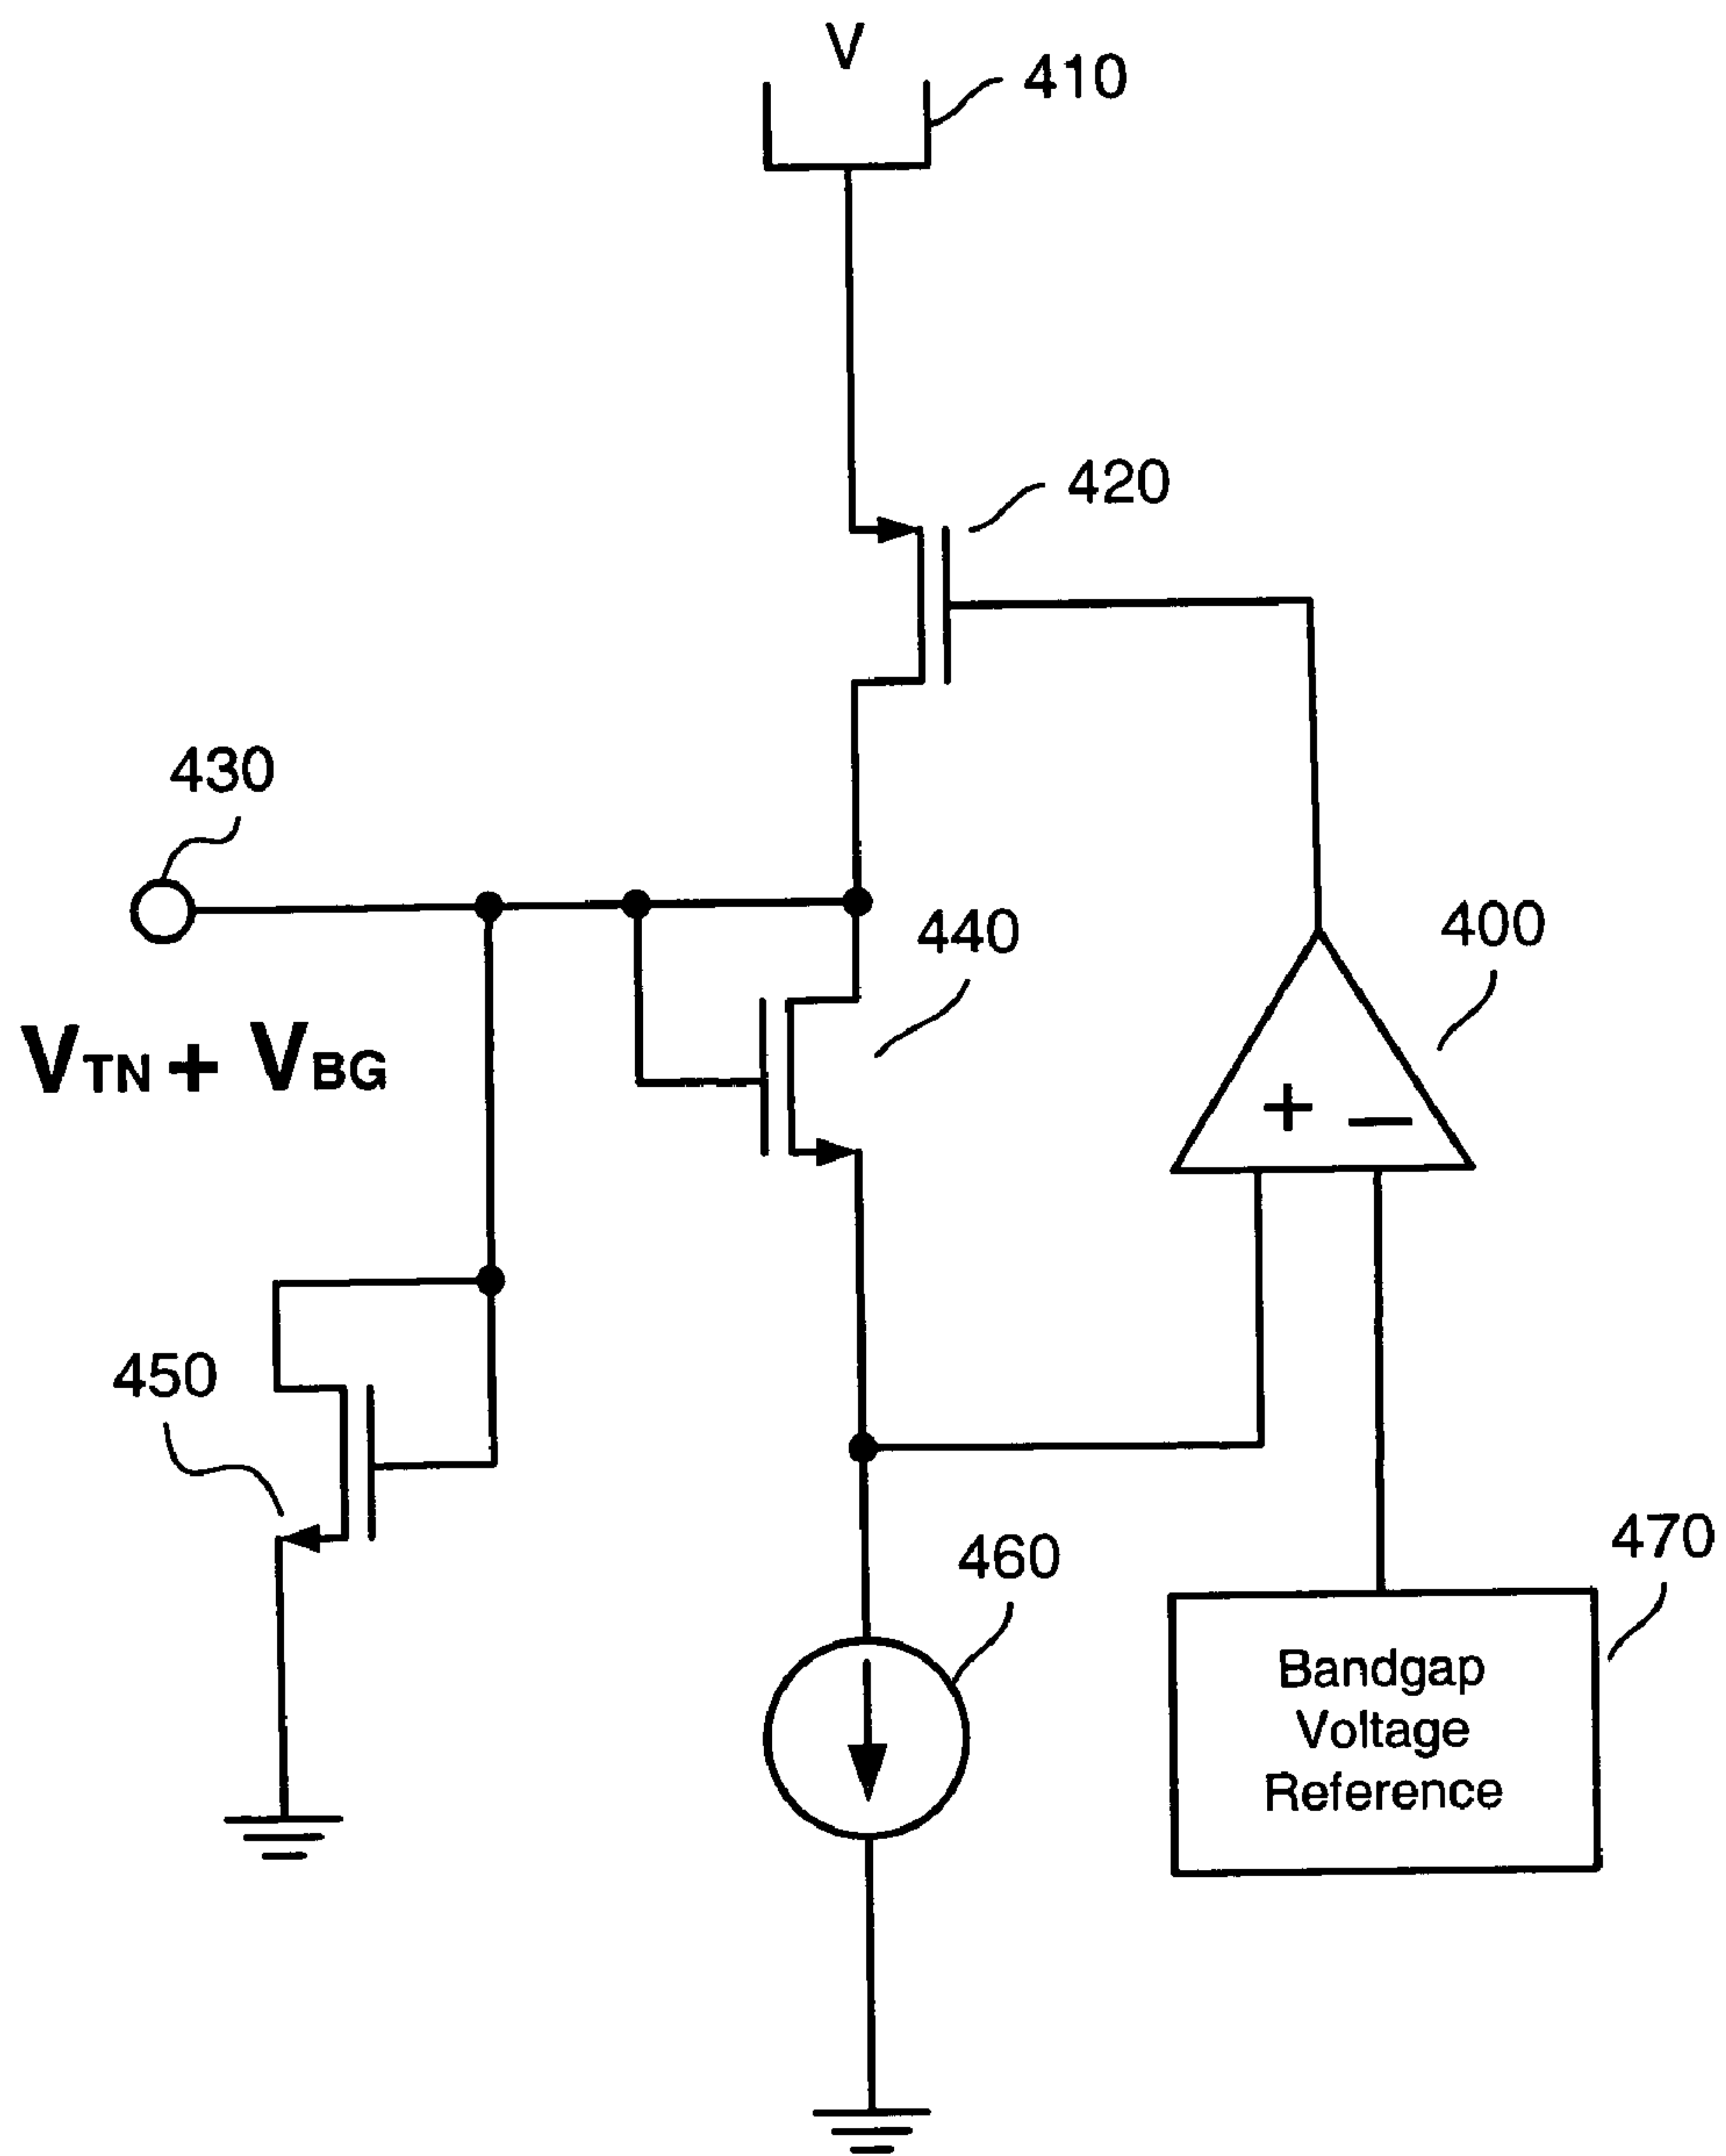 V
410
420
430
440
400
VTN + VBG
+ −
450
460
470
Bandgap
Voltage
Reference